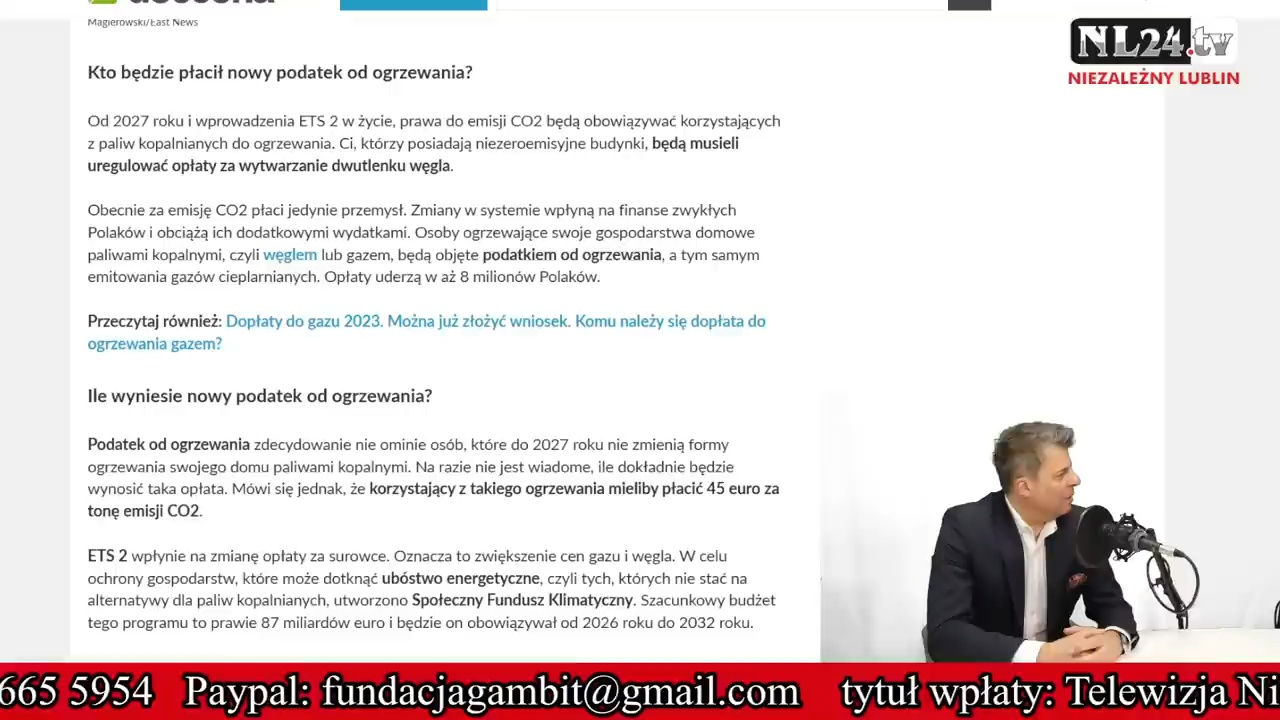 Magierowski/East News
NL24.tv
NIEZALEŻNY LUBLIN
Kto będzie płacił nowy podatek od ogrzewania?
Od 2027 roku i wprowadzenia ETS 2 w życie, prawa do emisji CO2 będą obowiązywać korzystających
z paliw kopalnianych do ogrzewania. Ci, którzy posiadają niezeroemisyjne budynki, będą musieli
uregulować opłaty za wytwarzanie dwutlenku węgla.
Obecnie za emisję CO2 płaci jedynie przemysł. Zmiany w systemie wpłyną na finanse zwykłych
Polaków i obciążą ich dodatkowymi wydatkami. Osoby ogrzewające swoje gospodarstwa domowe
paliwami kopalnymi, czyli węglem lub gazem, będą objęte podatkiem od ogrzewania, a tym samym
emitowania gazów cieplarnianych. Opłaty uderzą w aż 8 milionów Polaków.
Przeczytaj również: Dopłaty do gazu 2023. Można już złożyć wniosek. Komu należy się dopłata do
ogrzewania gazem?
Ile wyniesie nowy podatek od ogrzewania?
Podatek od ogrzewania zdecydowanie nie ominie osób, które do 2027 roku nie zmienią formy
ogrzewania swojego domu paliwami kopalnymi. Na razie nie jest wiadome, ile dokładnie będzie
wynosić taka opłata. Mówi się jednak, że korzystający z takiego ogrzewania mieliby płacić 45 euro za
tonę emisji CO2.
ETS 2 wpłynie na zmianę opłaty za surowce. Oznacza to zwiększenie cen gazu i węgla. W celu
ochrony gospodarstw, które może dotknąć ubóstwo energetyczne, czyli tych, których nie stać na
alternatywy dla paliw kopalnianych, utworzono Społeczny Fundusz Klimatyczny. Szacunkowy budżet
tego programu to prawie 87 miliardów euro i będzie on obowiązywał od 2026 roku do 2032 roku.
665 5954 Paypal: fundacjagambit@gmail.com tytuł wpłaty: Telewizja Ni